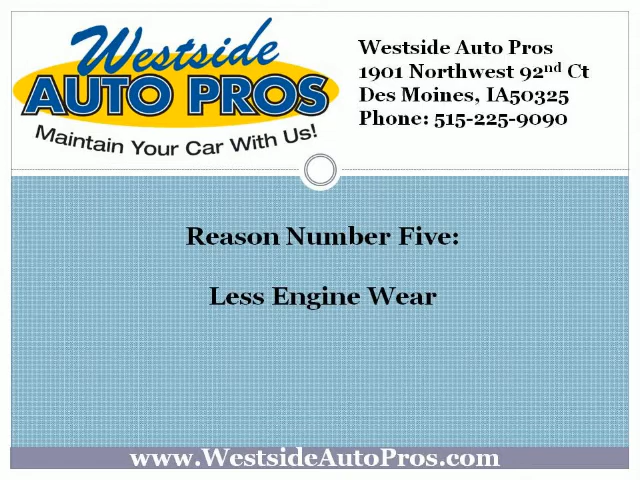 Westside
AUTO PROS
Maintain Your Car With Us!
Westside Auto Pros
1901 Northwest 92nd Ct
Des Moines, IA50325
Phone: 515-225-9090
Reason Number Five:
Less Engine Wear
www.WestsideAutoPros.com